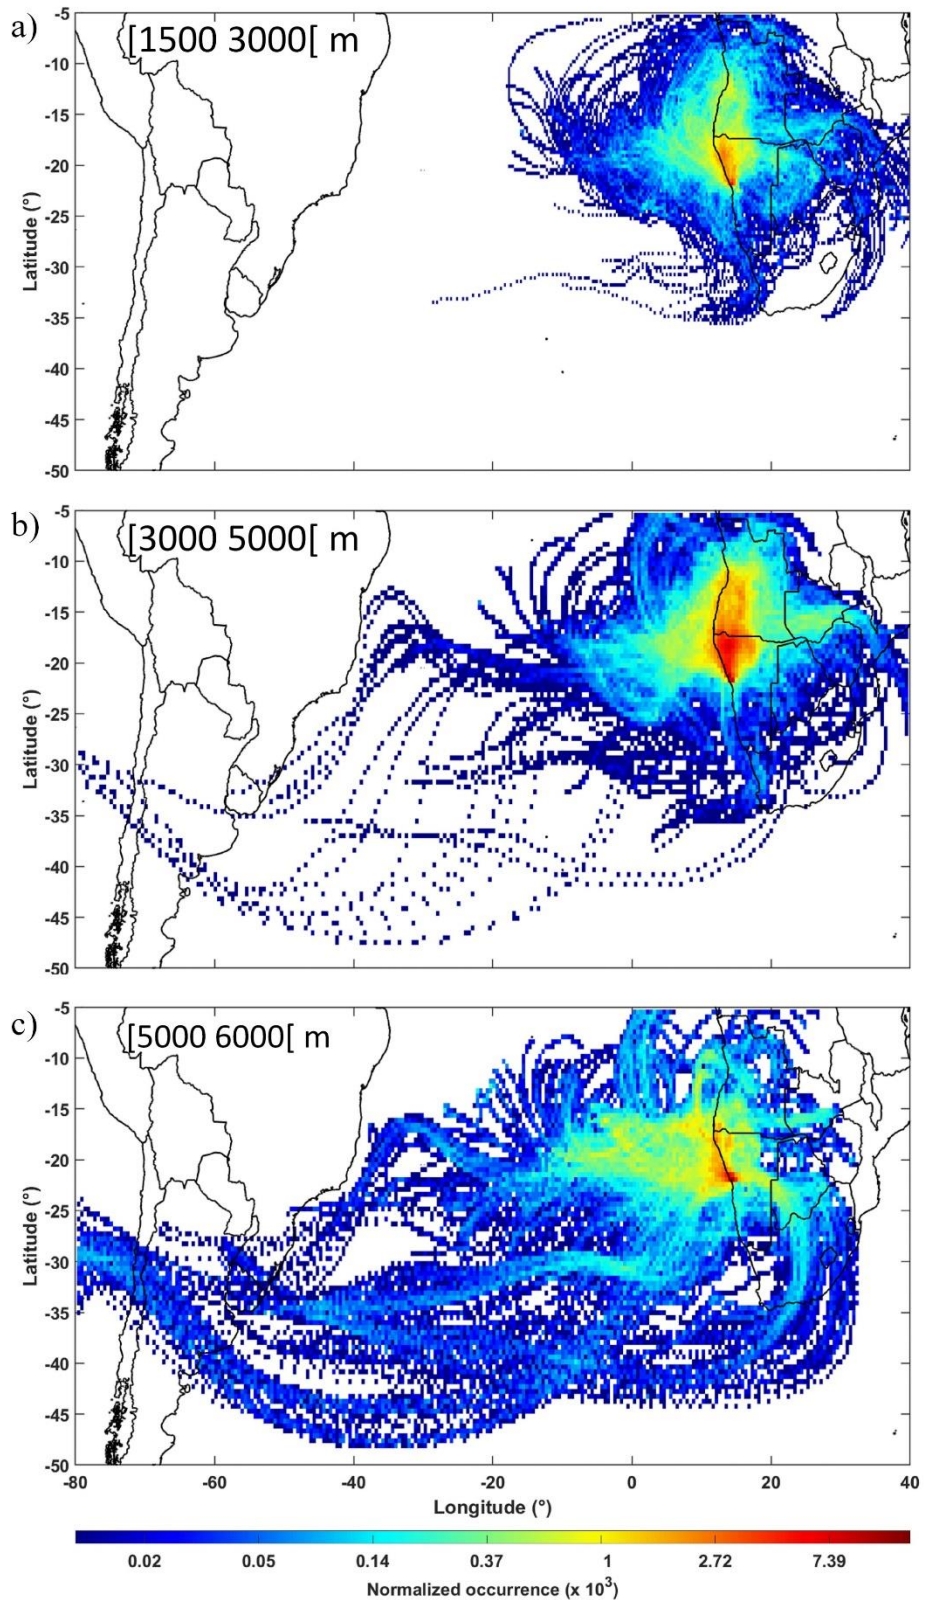 a)
[1500 3000[ m
-5
-10
-15
-20
-25
-30
-35
-40
-45
-50
Latitude (°)
b)
[3000 5000[ m
-5
-10
-15
-20
-25
-30
-35
-40
-45
-50
Latitude (°)
c)
[5000 6000[ m
-5
-10
-15
-20
-25
-30
-35
-40
-45
-50
Latitude (°)
-80 -60 -40 -20 0 20 40
Longitude (°)
0.02 0.05 0.14 0.37 1 2.72 7.39
Normalized occurrence (x 10³)